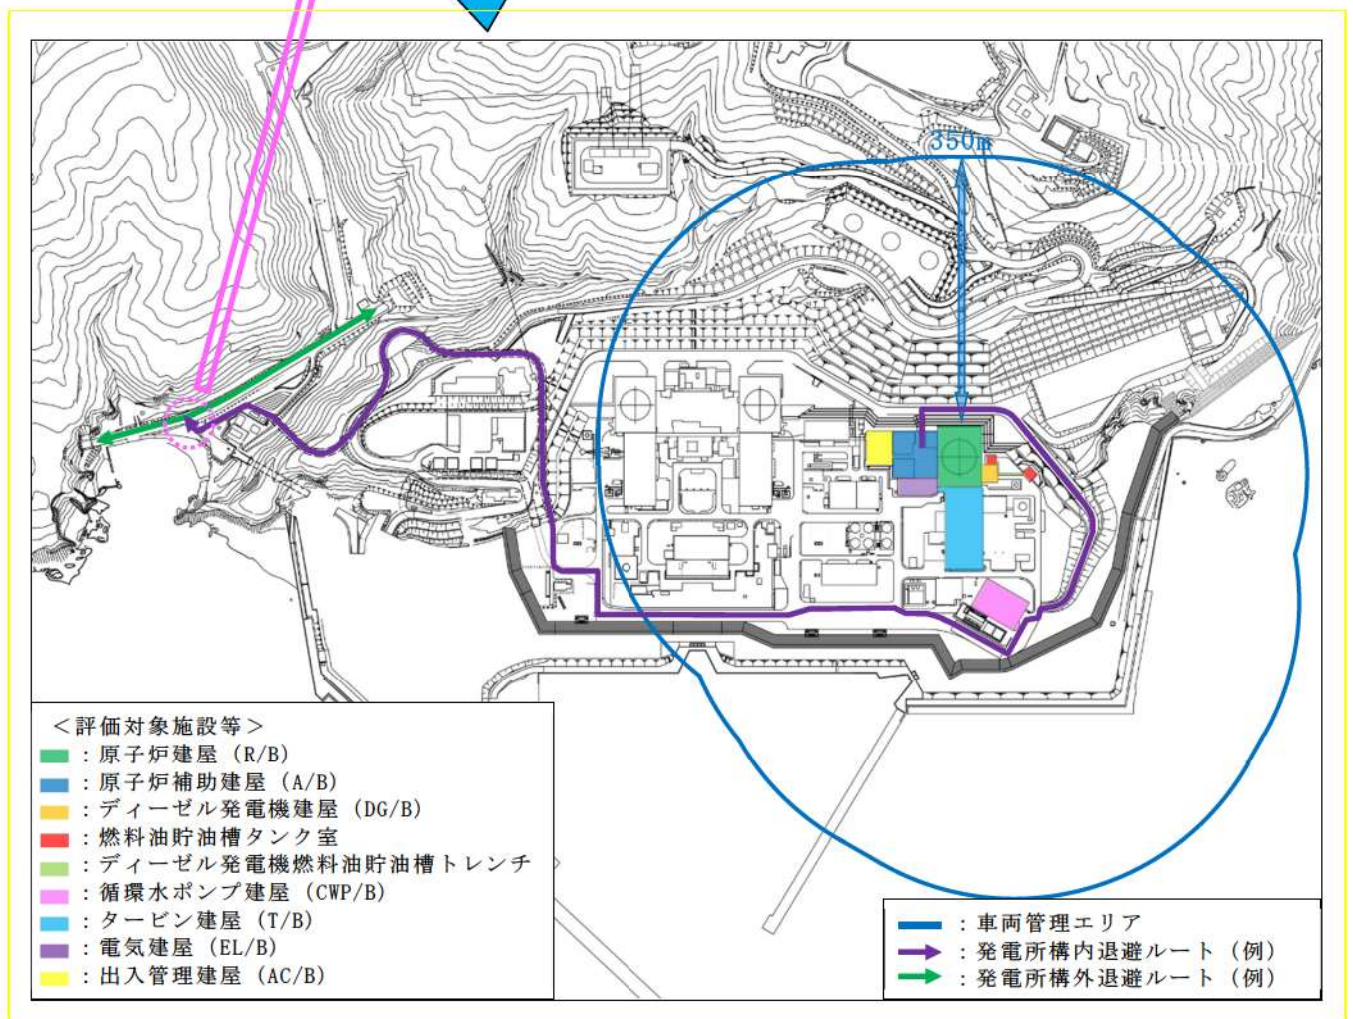 350m
＜評価対象施設等＞
：原子炉建屋 (R/B)
：原子炉補助建屋 (A/B)
：ディーゼル発電機建屋 (DG/B)
：燃料油貯油槽タンク室
：ディーゼル発電機燃料油貯油槽トレンチ
：循環水ポンプ建屋 (CWP/B)
：タービン建屋 (T/B)
：電気建屋 (EL/B)
：出入管理建屋 (AC/B)
：車両管理エリア
：発電所構内退避ルート（例）
：発電所構外退避ルート（例）